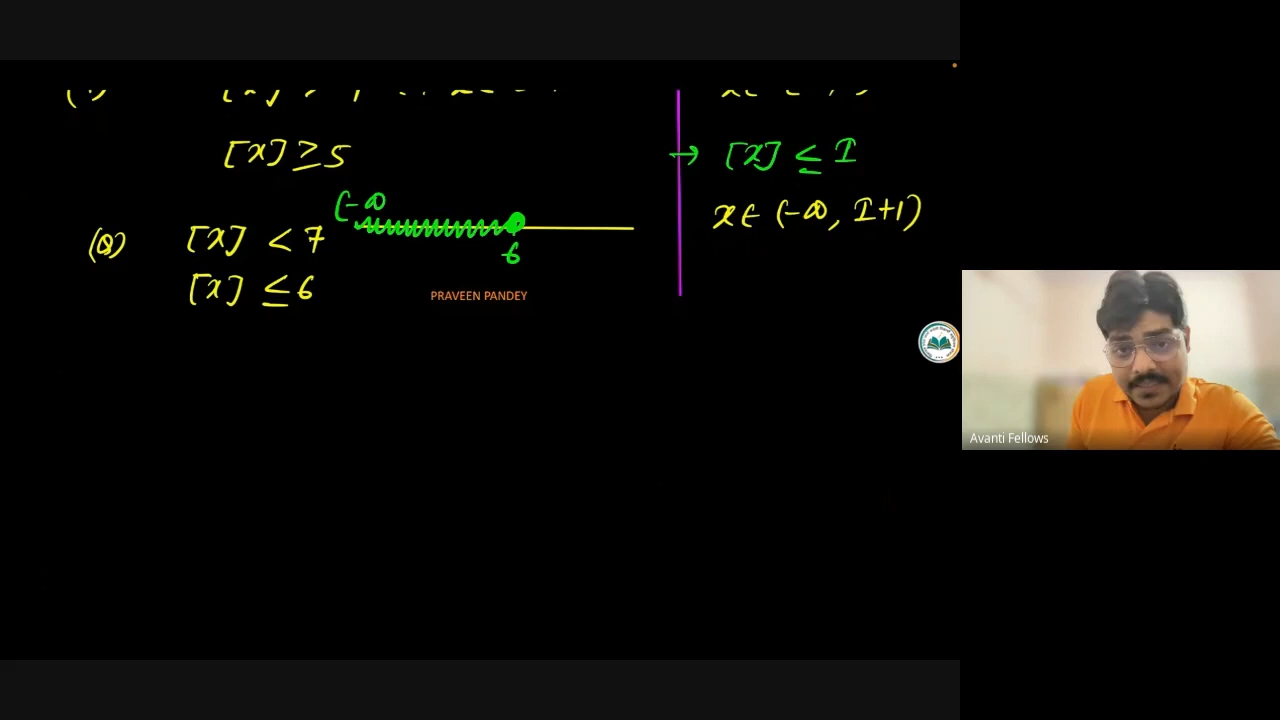 [x] ≥ 5
→ [x] ≤ I
(-∞
x ∈ (-∞, I+1)
(Q) [x] < 7
6
[x] ≤ 6
PRAVEEN PANDEY
Avanti Fellows